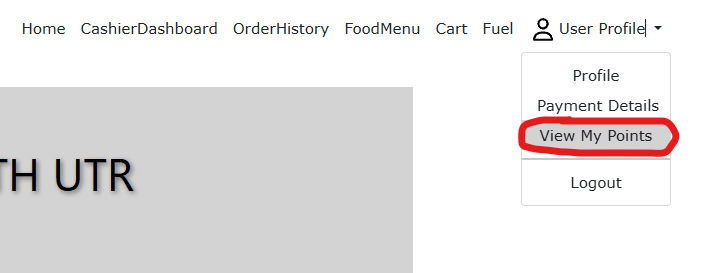 Home CashierDashboard OrderHistory FoodMenu Cart Fuel User Profile
Profile
Payment Details
View My Points
TH UTR
Logout